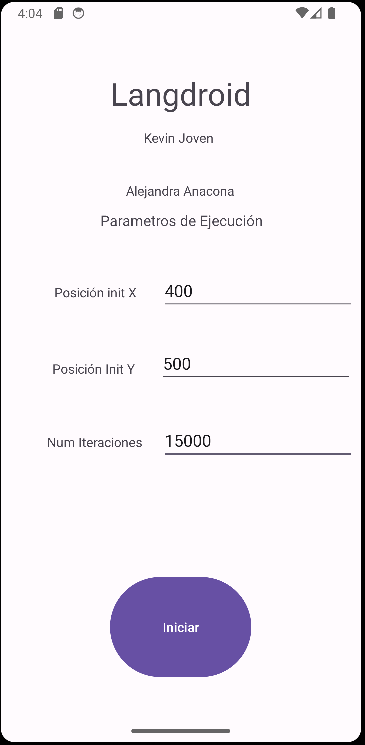 4:04
Langdroid
Kevin Joven
Alejandra Anacona
Parametros de Ejecución
Posición init X 400
Posición Init Y 500
Num Iteraciones 15000
Iniciar